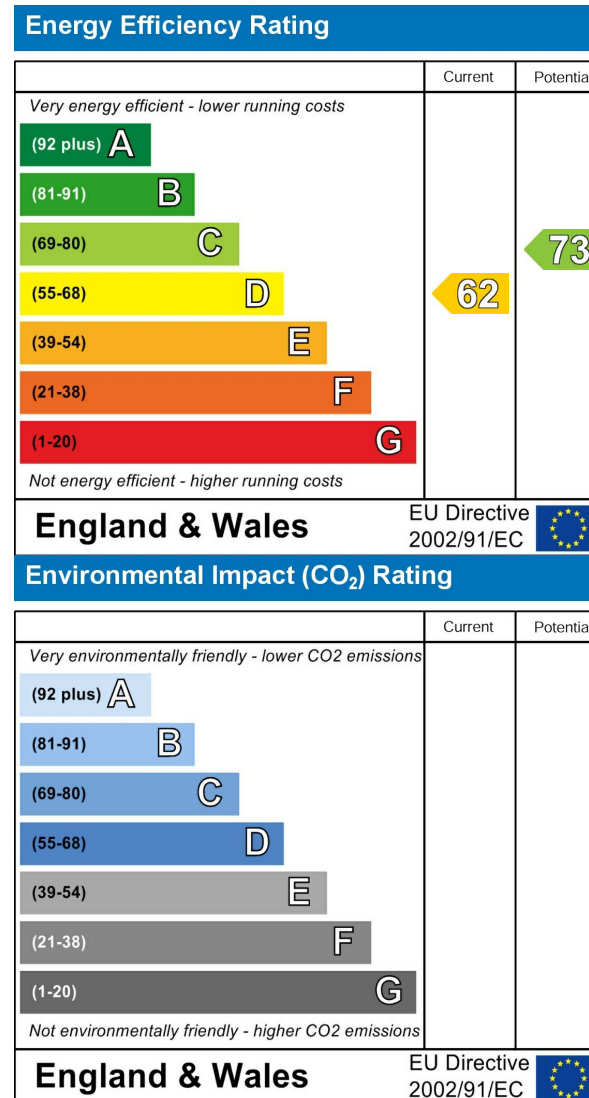 Energy Efficiency Rating
Current Potentia
Very energy efficient - lower running costs
(92 plus) A
(81-91) B
(69-80) C
73
(55-68) D
62
(39-54) E
(21-38) F
(1-20) G
Not energy efficient - higher running costs
England & Wales
EU Directive
2002/91/EC
Environmental Impact (CO₂) Rating
Current Potentia
Very environmentally friendly - lower CO2 emissions
(92 plus) A
(81-91) B
(69-80) C
(55-68) D
(39-54) E
(21-38) F
(1-20) G
Not environmentally friendly - higher CO2 emissions
England & Wales
EU Directive
2002/91/EC